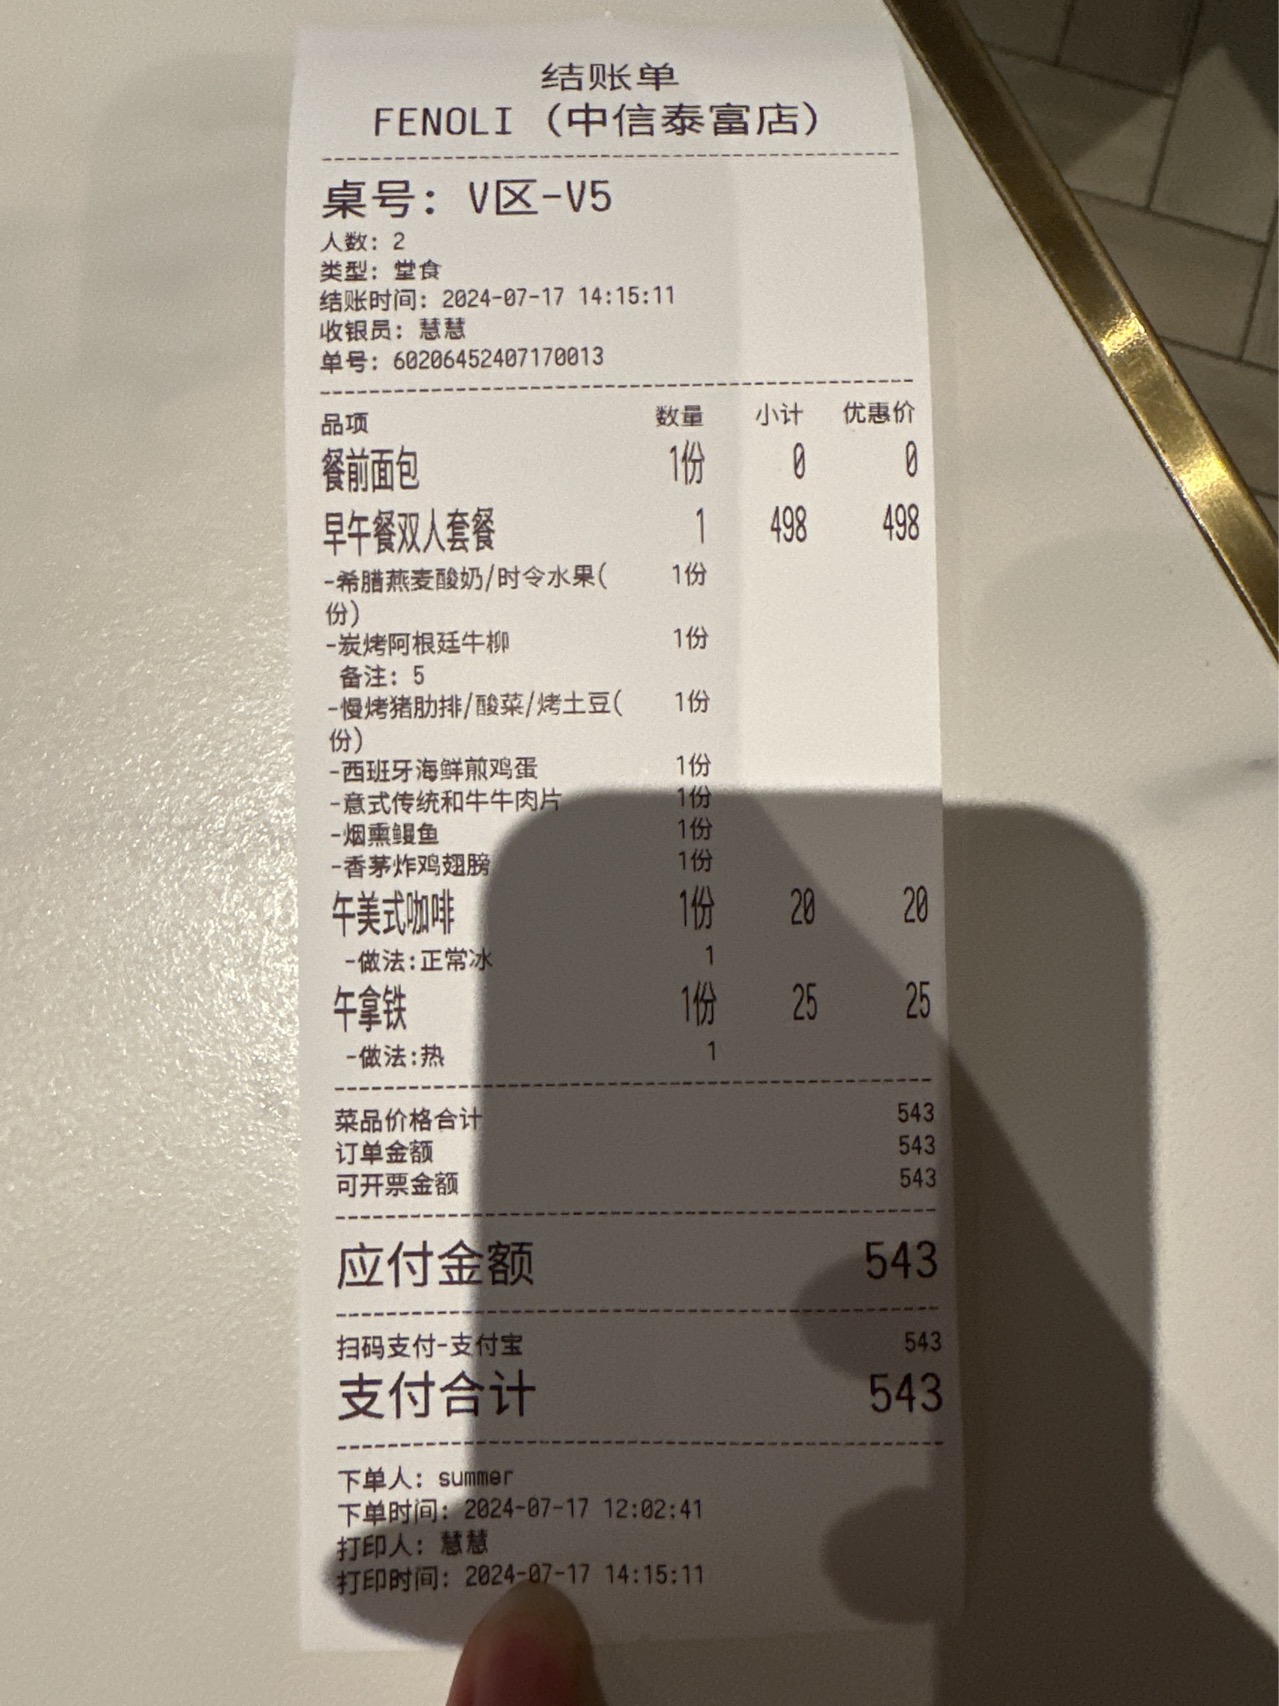 结账单
FENOLI（中信泰富店）
桌号：V区-V5
人数：2
类型：堂食
结账时间：2024-07-17 14:15:11
收银员：慧慧
单号：60206452407170013
品项 数量 小计 优惠价
餐前面包 1份 0 0
早午餐双人套餐 1 498 498
-希腊燕麦酸奶/时令水果( 1份
份)
-炭烤阿根廷牛柳 1份
备注：5
-慢烤猪肋排/酸菜/烤土豆( 1份
份)
-西班牙海鲜煎鸡蛋 1份
-意式传统和牛牛肉片 1份
-烟熏鳗鱼 1份
-香茅炸鸡翅膀 1份
午美式咖啡 1份 20 20
-做法:正常冰 1
午拿铁 1份 25 25
-做法:热 1
菜品价格合计 543
订单金额 543
可开票金额 543
应付金额 543
扫码支付-支付宝 543
支付合计 543
下单人：summer
下单时间：2024-07-17 12:02:41
打印人：慧慧
打印时间：2024-07-17 14:15:11